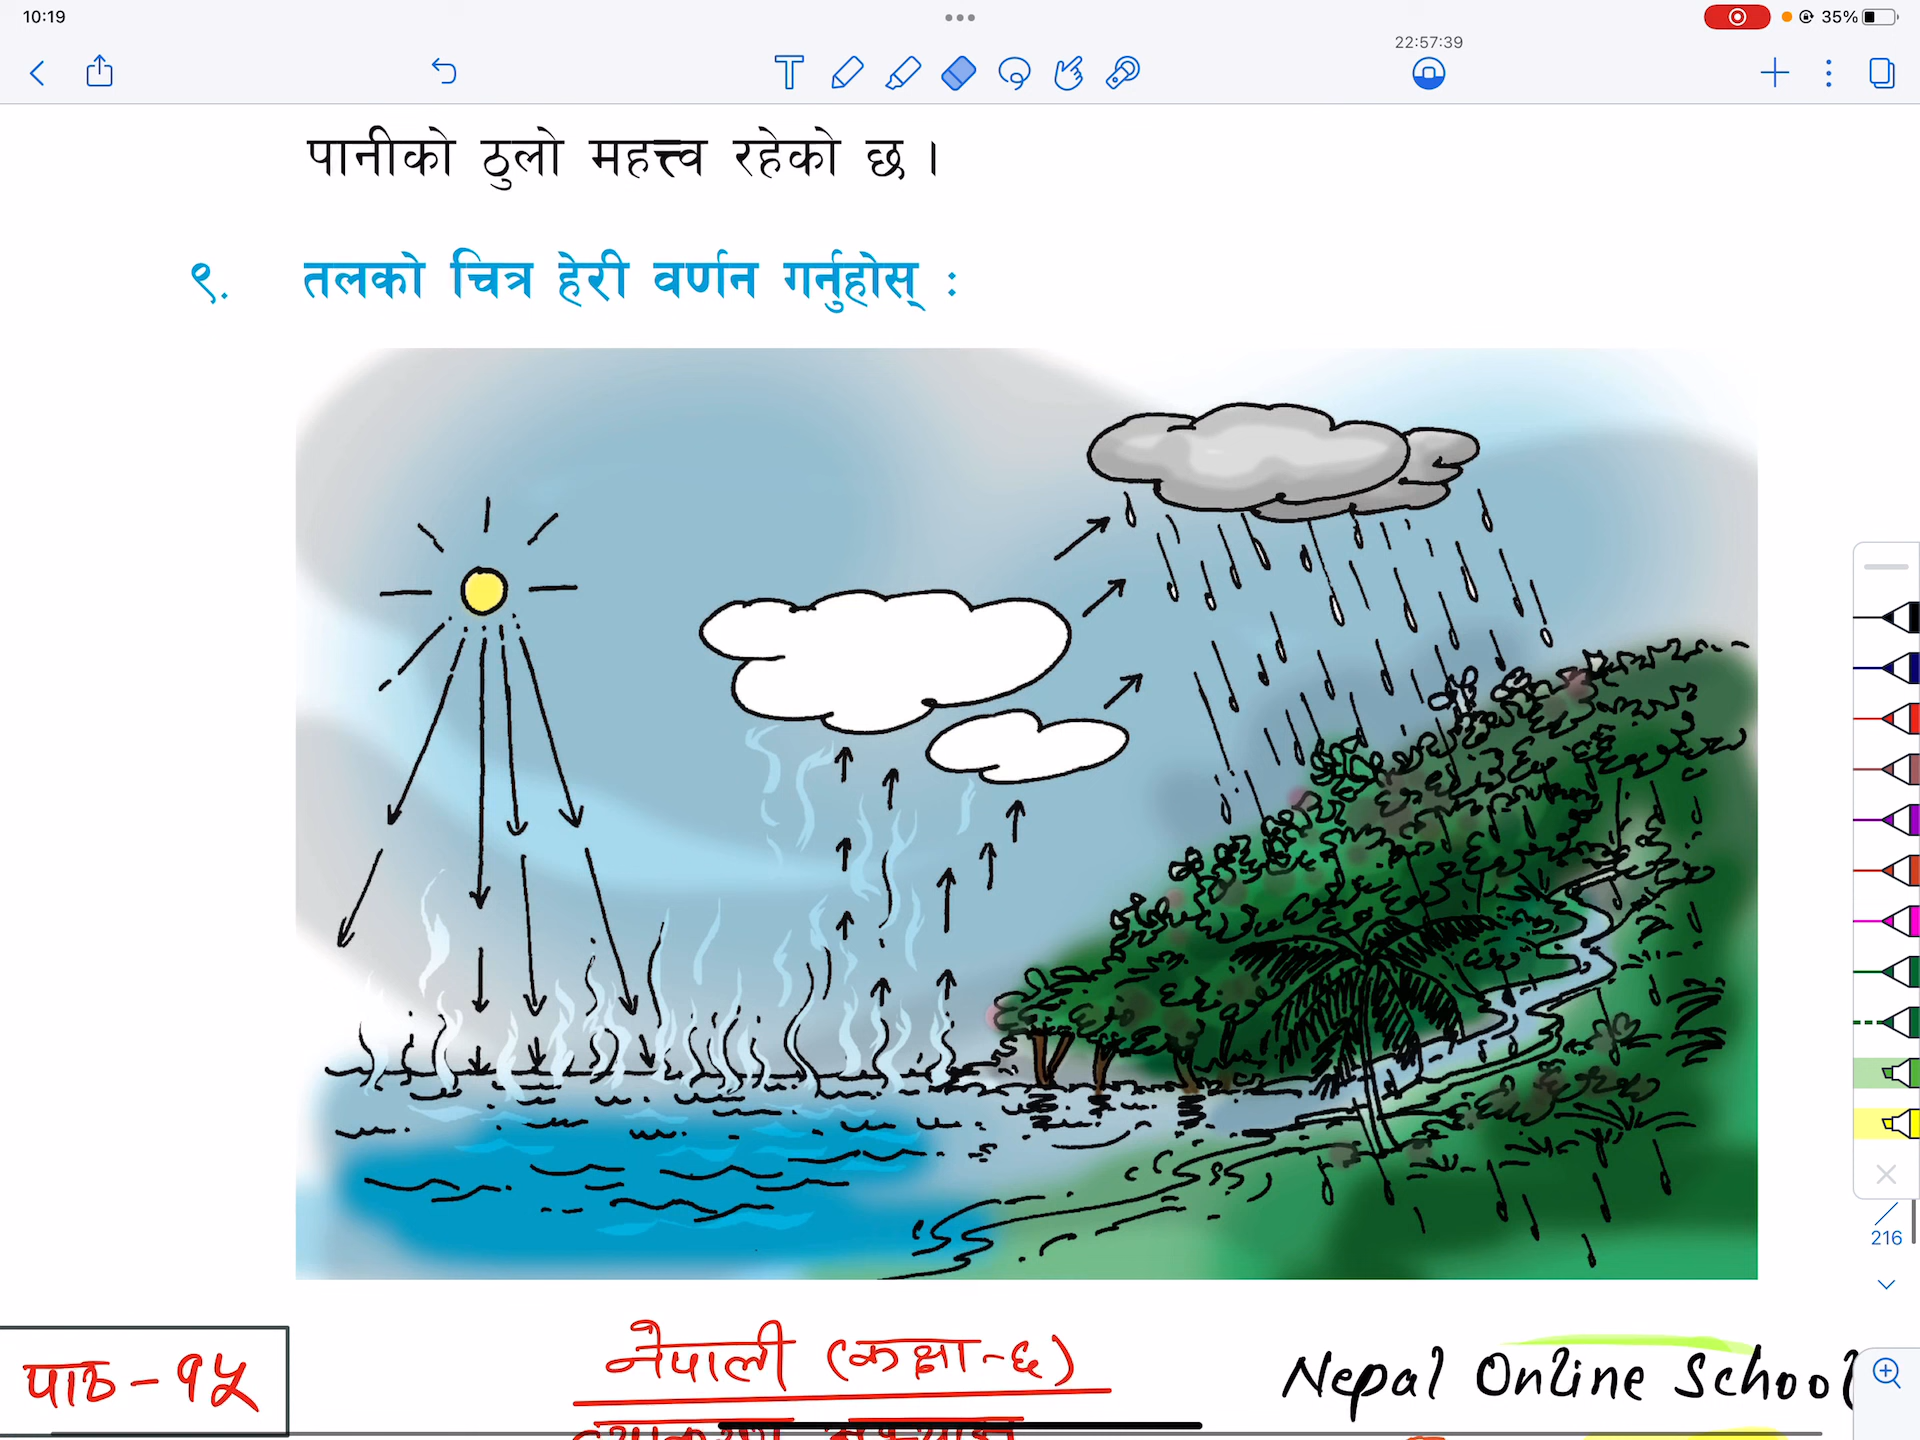 10:19
35%
22:57:39
पानीको ठुलो महत्त्व रहेको छ ।
९. तलको चित्र हेरी वर्णन गर्नुहोस् :
216
पाठ - १५
नेपाली (कक्षा-६)
Nepal Online School